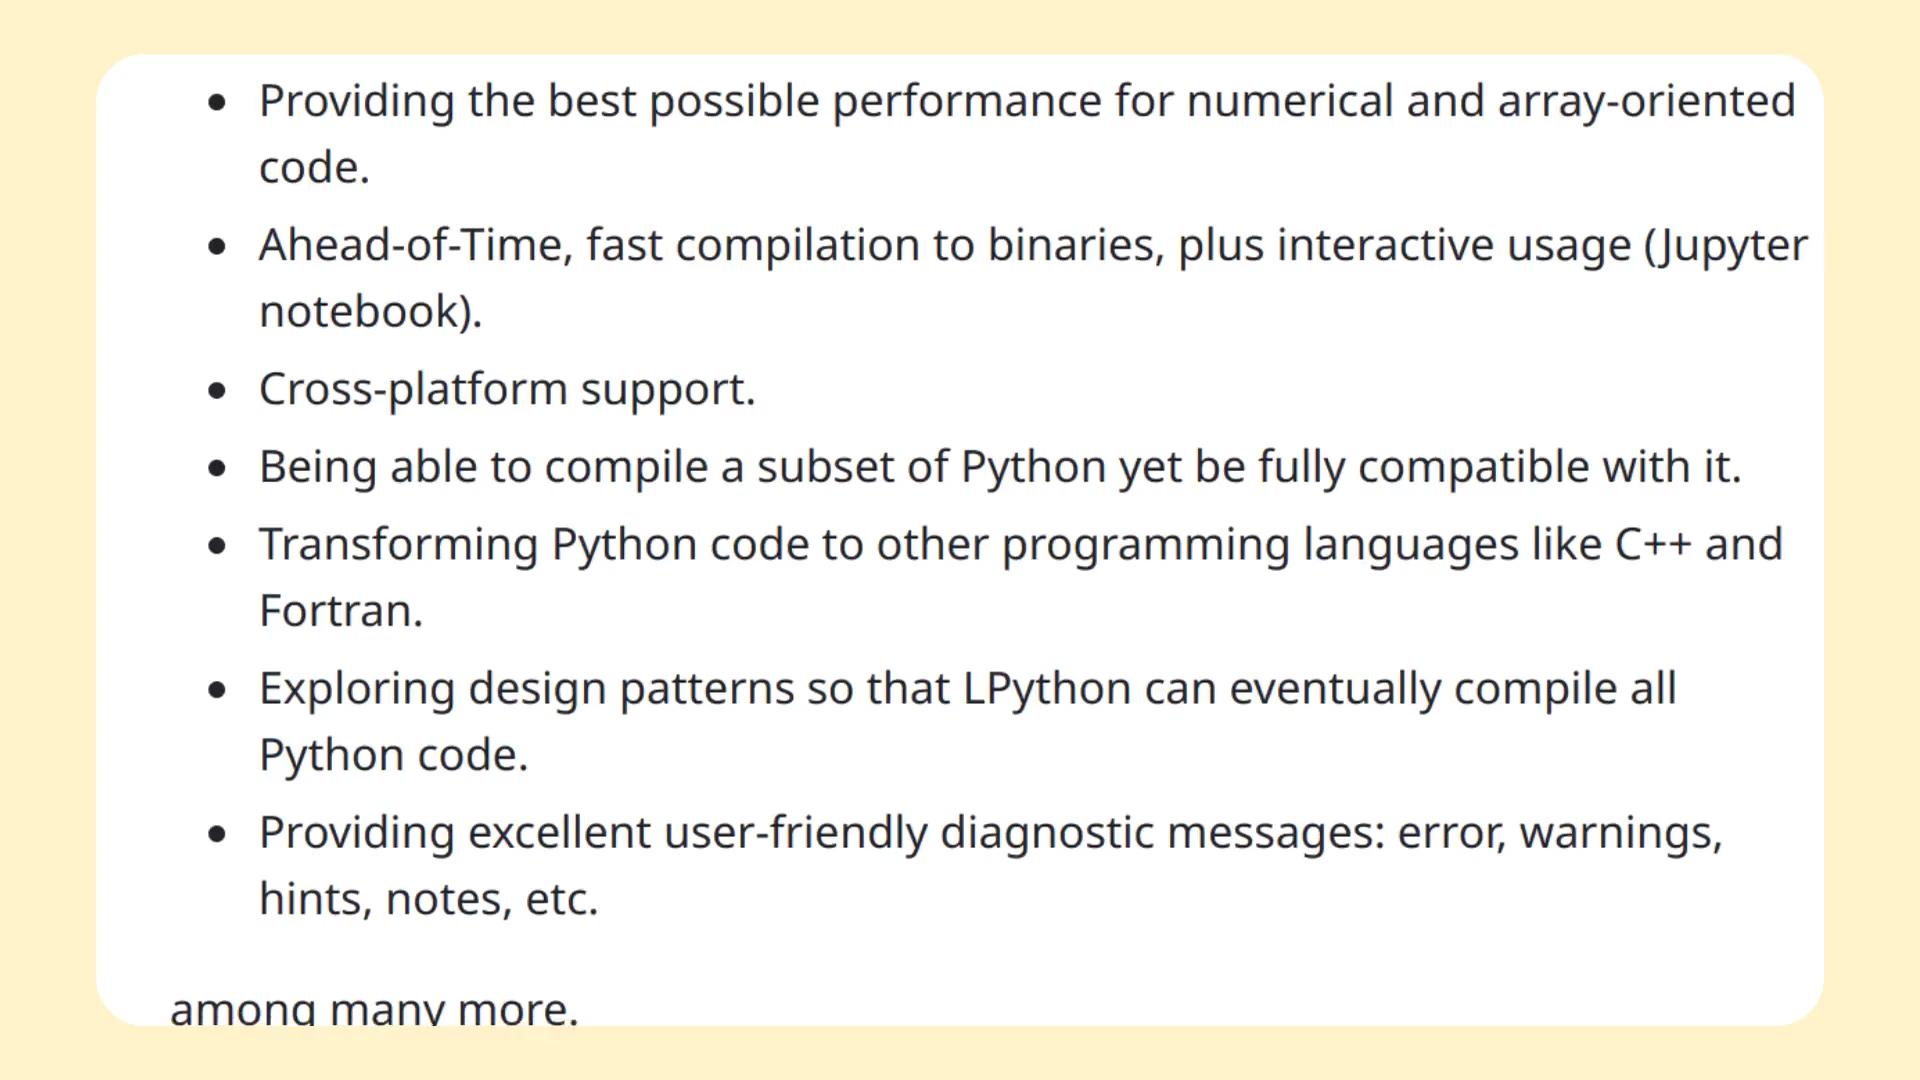 • Providing the best possible performance for numerical and array-oriented
code.
• Ahead-of-Time, fast compilation to binaries, plus interactive usage (Jupyter
notebook).
• Cross-platform support.
• Being able to compile a subset of Python yet be fully compatible with it.
• Transforming Python code to other programming languages like C++ and
Fortran.
• Exploring design patterns so that LPython can eventually compile all
Python code.
• Providing excellent user-friendly diagnostic messages: error, warnings,
hints, notes, etc.
among many more.